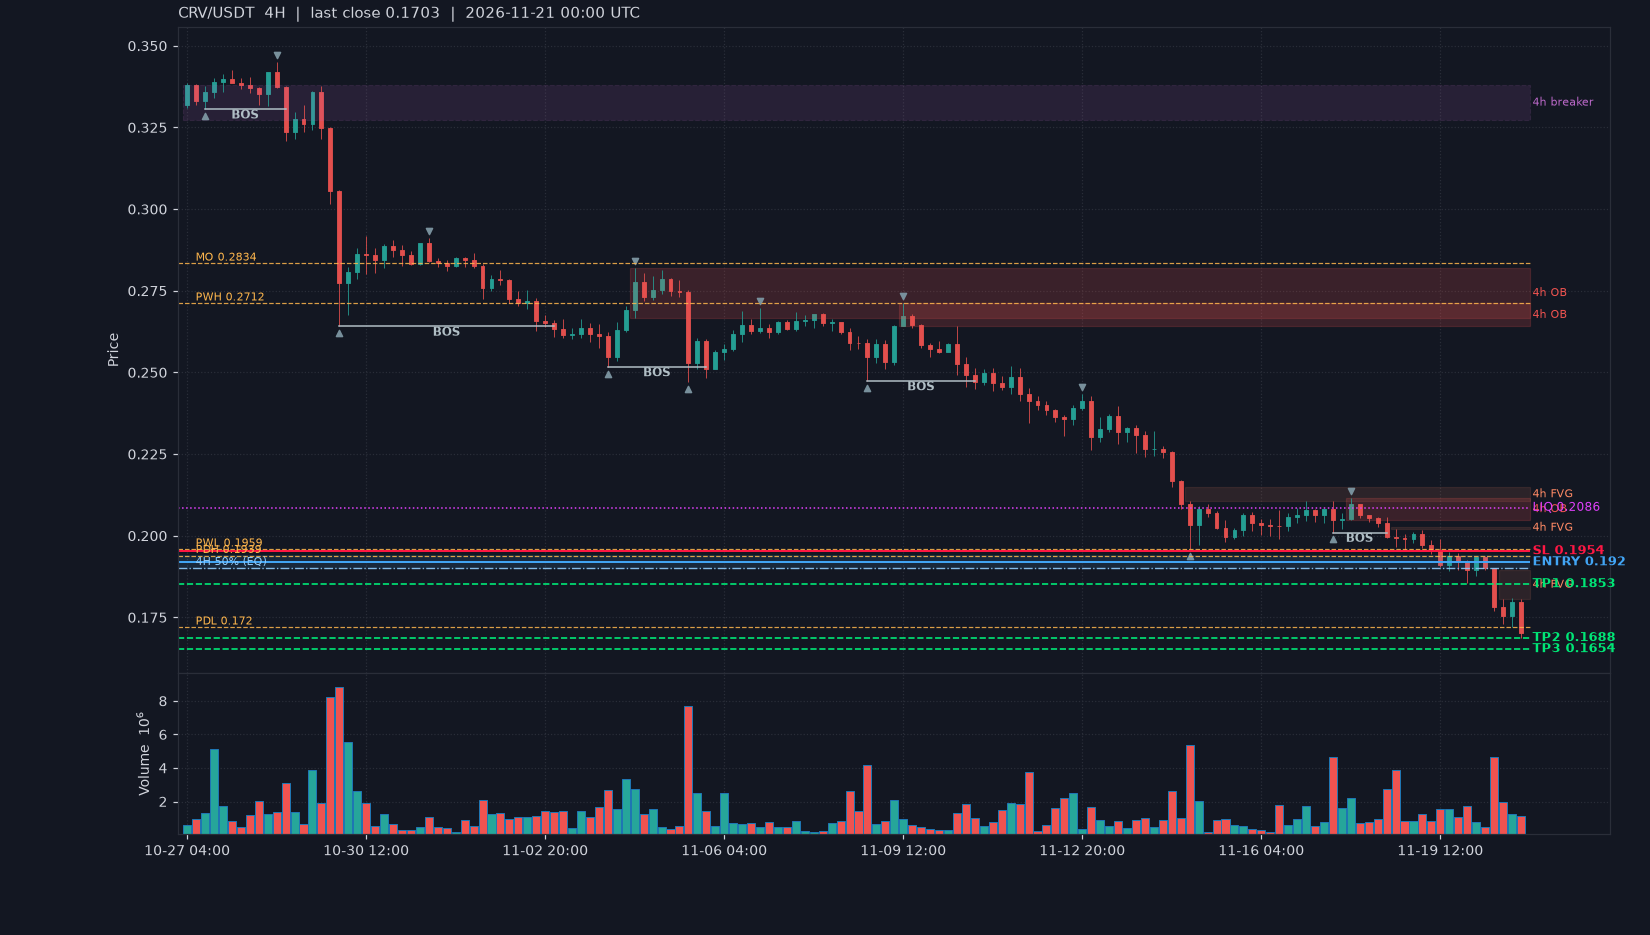 CRV/USDT 4H | last close 0.1703 | 2026-11-21 00:00 UTC
0.350
0.325
0.300
0.275
0.250
0.225
0.200
0.175
Price
4h breaker
BOS
MO 0.2834
PWH 0.2712
4h OB
4h OB
BOS
BOS
BOS
4h FVG
LIQ 0.2086
4h OB
4h FVG
BOS
PWL 0.1959
PDH 0.1939
4H 50% (EQ)
SL 0.1954
ENTRY 0.192
TP1 0.1853
4h FVG
PDL 0.172
TP2 0.1688
TP3 0.1654
8
6
4
2
Volume 10⁶
10-27 04:00
10-30 12:00
11-02 20:00
11-06 04:00
11-09 12:00
11-12 20:00
11-16 04:00
11-19 12:00